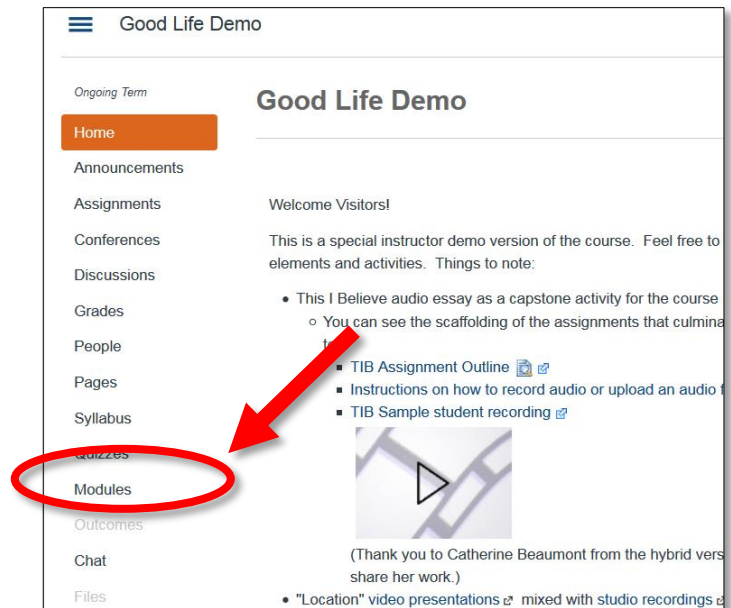 Good Life Demo
Ongoing Term
Home
Announcements
Assignments
Conferences
Discussions
Grades
People
Pages
Syllabus
Quizzes
Modules
Outcomes
Chat
Files
Good Life Demo
Welcome Visitors!
This is a special instructor demo version of the course. Feel free to
elements and activities. Things to note:
• This I Believe audio essay as a capstone activity for the course
○ You can see the scaffolding of the assignments that culmina
▪ TIB Assignment Outline
▪ Instructions on how to record audio or upload an audio f
▪ TIB Sample student recording
(Thank you to Catherine Beaumont from the hybrid vers
share her work.)
• "Location" video presentations mixed with studio recordings